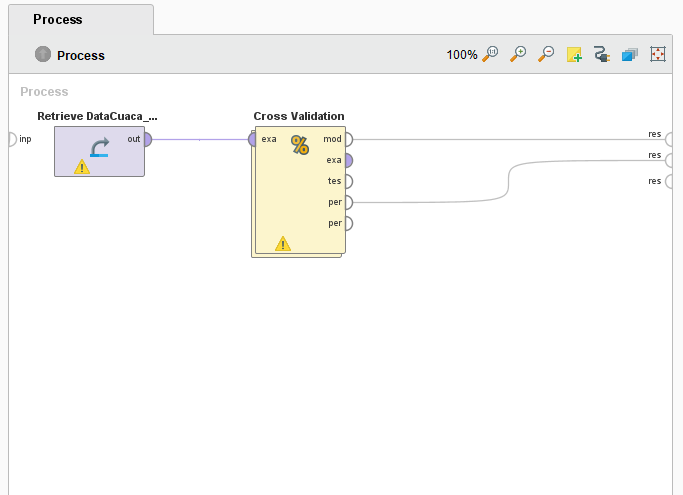 Process
Process
100%
Process
Retrieve DataCuaca_...
Cross Validation
inp
out
exa
mod
exa
tes
per
per
res
res
res